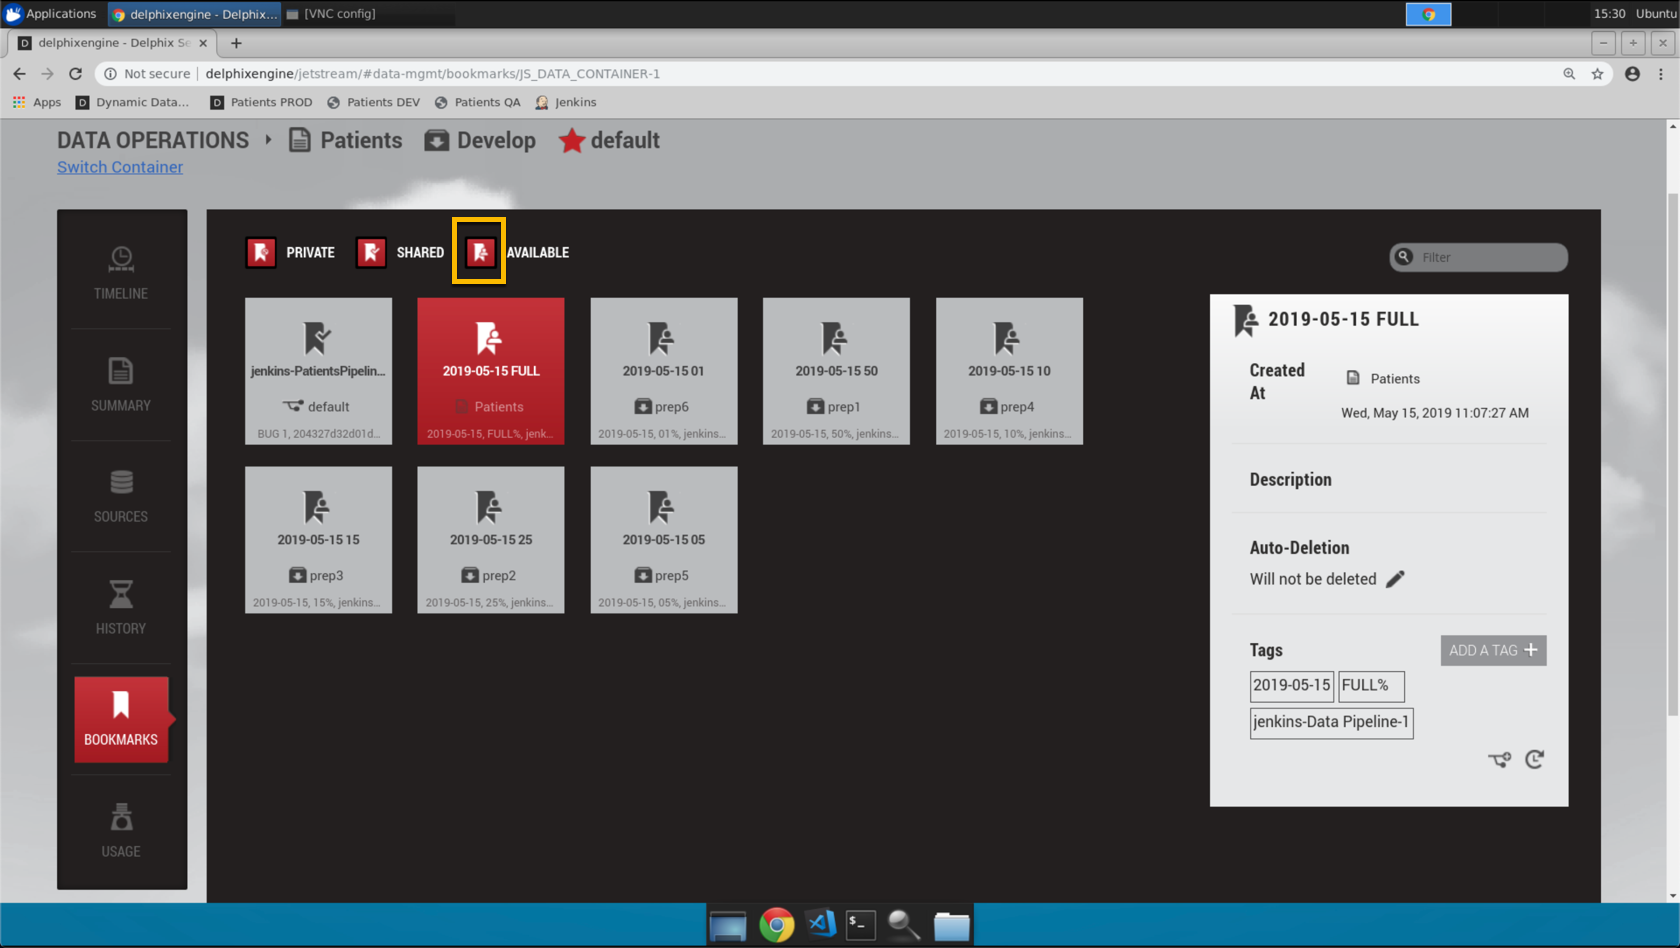 Applications
delphixengine - Delphix...
[VNC config]
15:30 Ubuntu
delphixengine - Delphix Se
Not secure
delphixengine/jetstream/#data-mgmt/bookmarks/JS_DATA_CONTAINER-1
Apps
Dynamic Data...
Patients PROD
Patients DEV
Patients QA
Jenkins
DATA OPERATIONS
Patients
Develop
default
Switch Container
TIMELINE
SUMMARY
SOURCES
HISTORY
BOOKMARKS
USAGE
PRIVATE
SHARED
AVAILABLE
Filter
jenkins-PatientsPipelin...
default
BUG 1, 204327d32d01d...
2019-05-15 FULL
Patients
2019-05-15, FULL%, jenk...
2019-05-15 01
prep6
2019-05-15, 01%, jenkins...
2019-05-15 50
prep1
2019-05-15, 50%, jenkins...
2019-05-15 10
prep4
2019-05-15, 10%, jenkins...
2019-05-15 15
prep3
2019-05-15, 15%, jenkins...
2019-05-15 25
prep2
2019-05-15, 25%, jenkins...
2019-05-15 05
prep5
2019-05-15, 05%, jenkins...
2019-05-15 FULL
Created At
Patients
Wed, May 15, 2019 11:07:27 AM
Description
Auto-Deletion
Will not be deleted
Tags
ADD A TAG +
2019-05-15
FULL%
jenkins-Data Pipeline-1